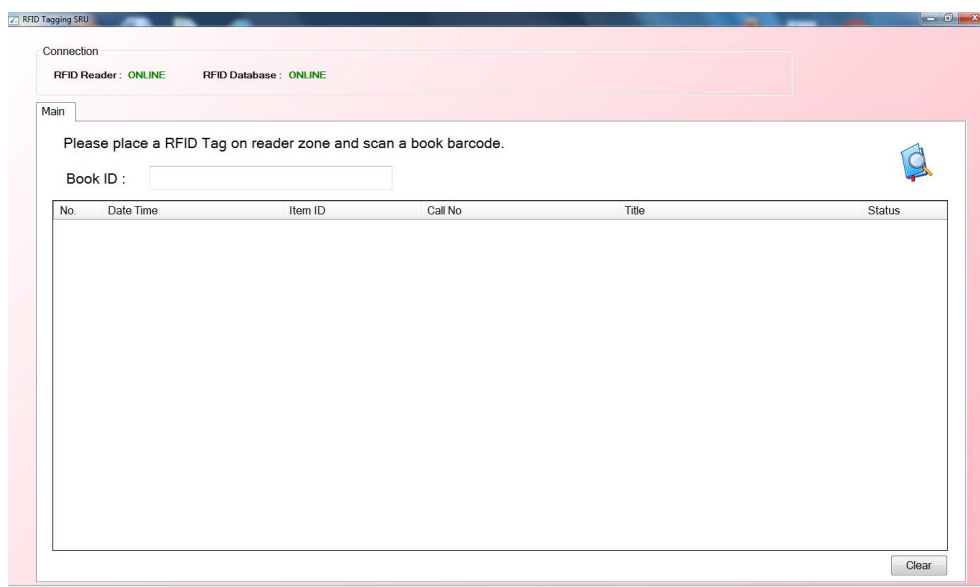 RFID Tagging SRU
Connection
RFID Reader : ONLINE RFID Database : ONLINE
Main
Please place a RFID Tag on reader zone and scan a book barcode.
Book ID :
No. Date Time Item ID Call No Title Status
Clear